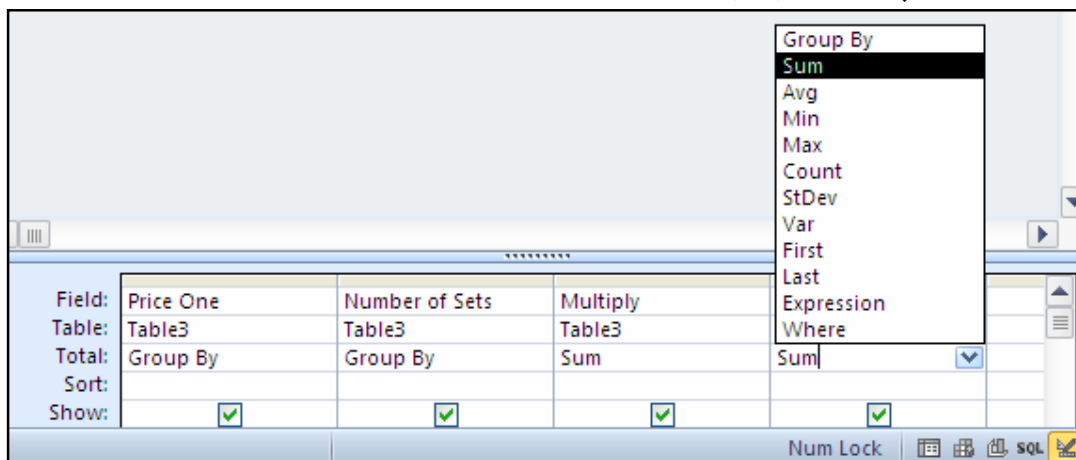 Group By
Sum
Avg
Min
Max
Count
StDev
Var
First
Last
Expression
Where
Field: Price One Number of Sets Multiply
Table: Table3 Table3 Table3
Total: Group By Group By Sum Sum
Sort:
Show:
Num Lock SQL